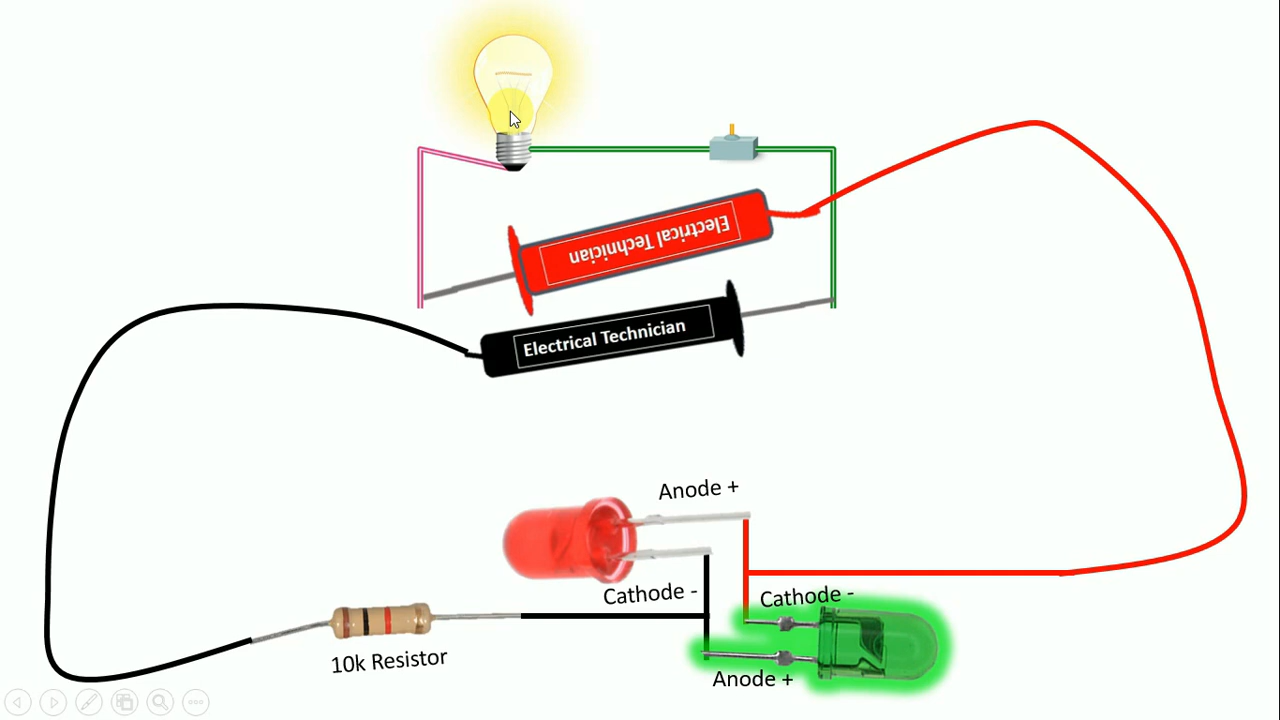 Electrical Technician
Electrical Technician
Anode +
Cathode -
Cathode -
10k Resistor
Anode +